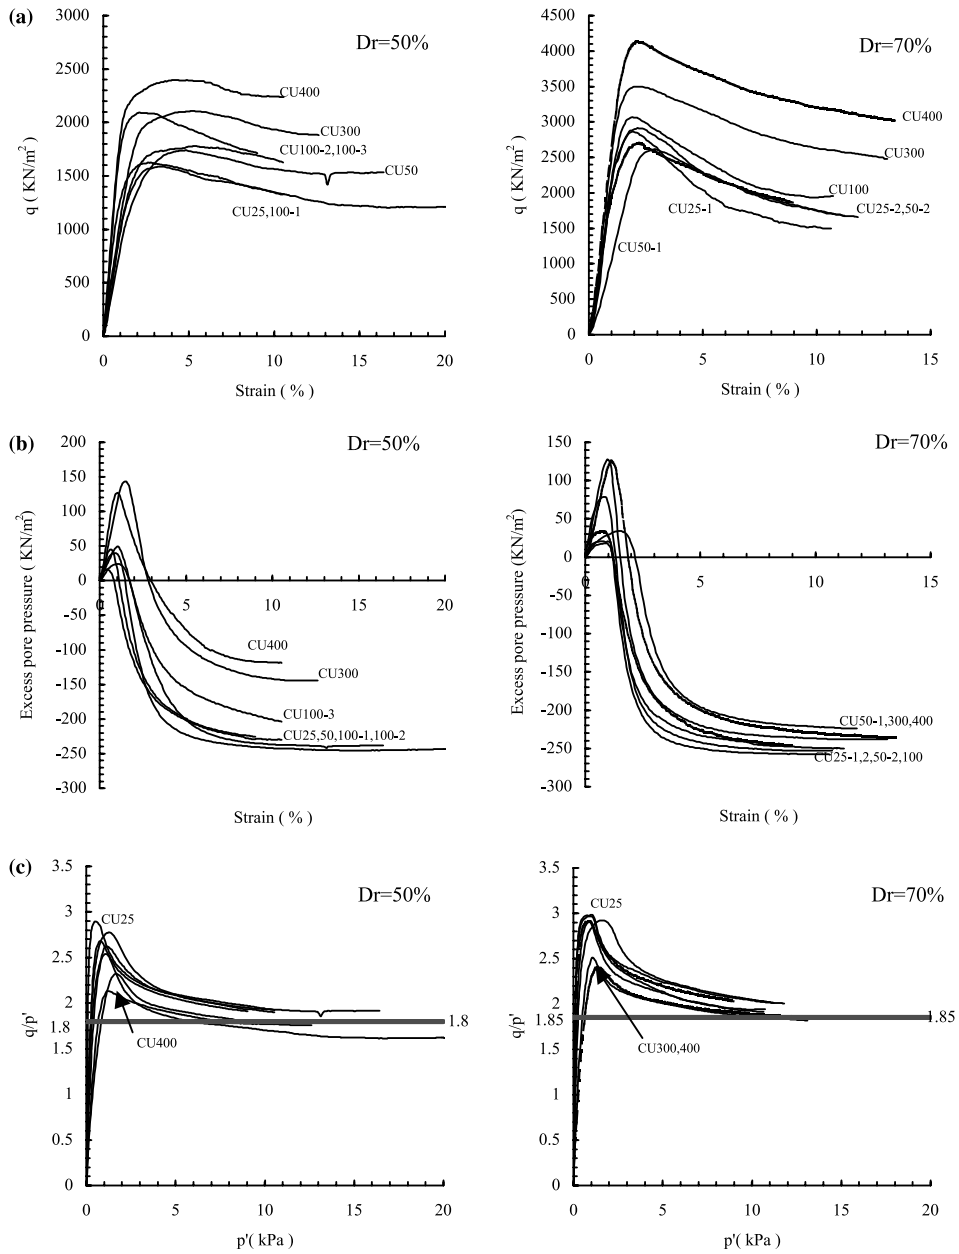 (a)
Dr=50%
q ( KN/m2 )
3000
2500
2000
1500
1000
500
0
CU400
CU300
CU100-2,100-3
CU50
CU25,100-1
0 5 10 15 20
Strain ( % )
Dr=70%
q ( KN/m2 )
4500
4000
3500
3000
2500
2000
1500
1000
500
0
CU400
CU300
CU100
CU25-2,50-2
CU25-1
CU50-1
0 5 10 15
Strain ( % )
(b)
Dr=50%
Excess pore pressure ( KN/m2 )
200
150
100
50
0
-50
-100
-150
-200
-250
-300
0 5 10 15 20
CU400
CU300
CU100-3
CU25,50,100-1,100-2
Strain ( % )
Dr=70%
Excess pore pressure (KN/m2 )
150
100
50
0
-50
-100
-150
-200
-250
-300
0 5 10 15
CU50-1,300,400
CU25-1,2,50-2,100
Strain ( % )
(c)
Dr=50%
q/p'
3.5
3
2.5
2
1.8
1.5
1
0.5
0
CU25
1.8
CU400
0 5 10 15 20
p'( kPa )
Dr=70%
q/p'
3.5
3
2.5
2
1.85
1.5
1
0.5
0
CU25
1.85
CU300,400
0 5 10 15 20
p'( kPa )